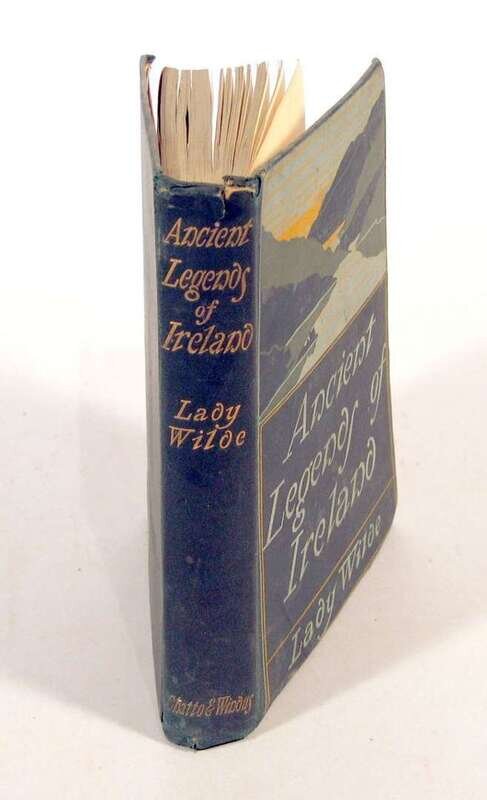 Ancient
Legends
of
Ireland
Lady
Wilde
Chatto & Windus
Ancient
Legends of
Ireland
Lady Wilde